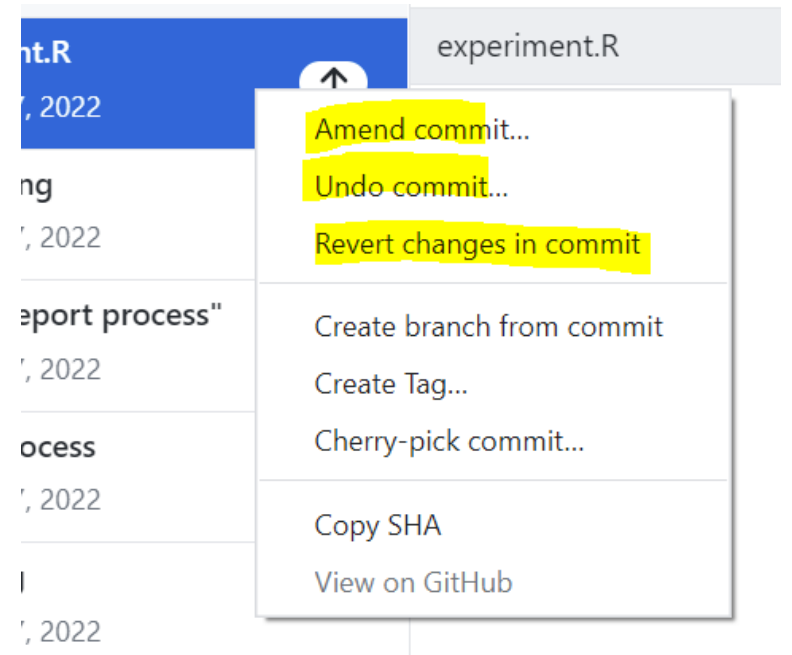 nt.R
, 2022
experiment.R
Amend commit...
Undo commit...
Revert changes in commit
Create branch from commit
Create Tag...
Cherry-pick commit...
Copy SHA
View on GitHub
ng
, 2022
eport process"
, 2022
ocess
, 2022
, 2022